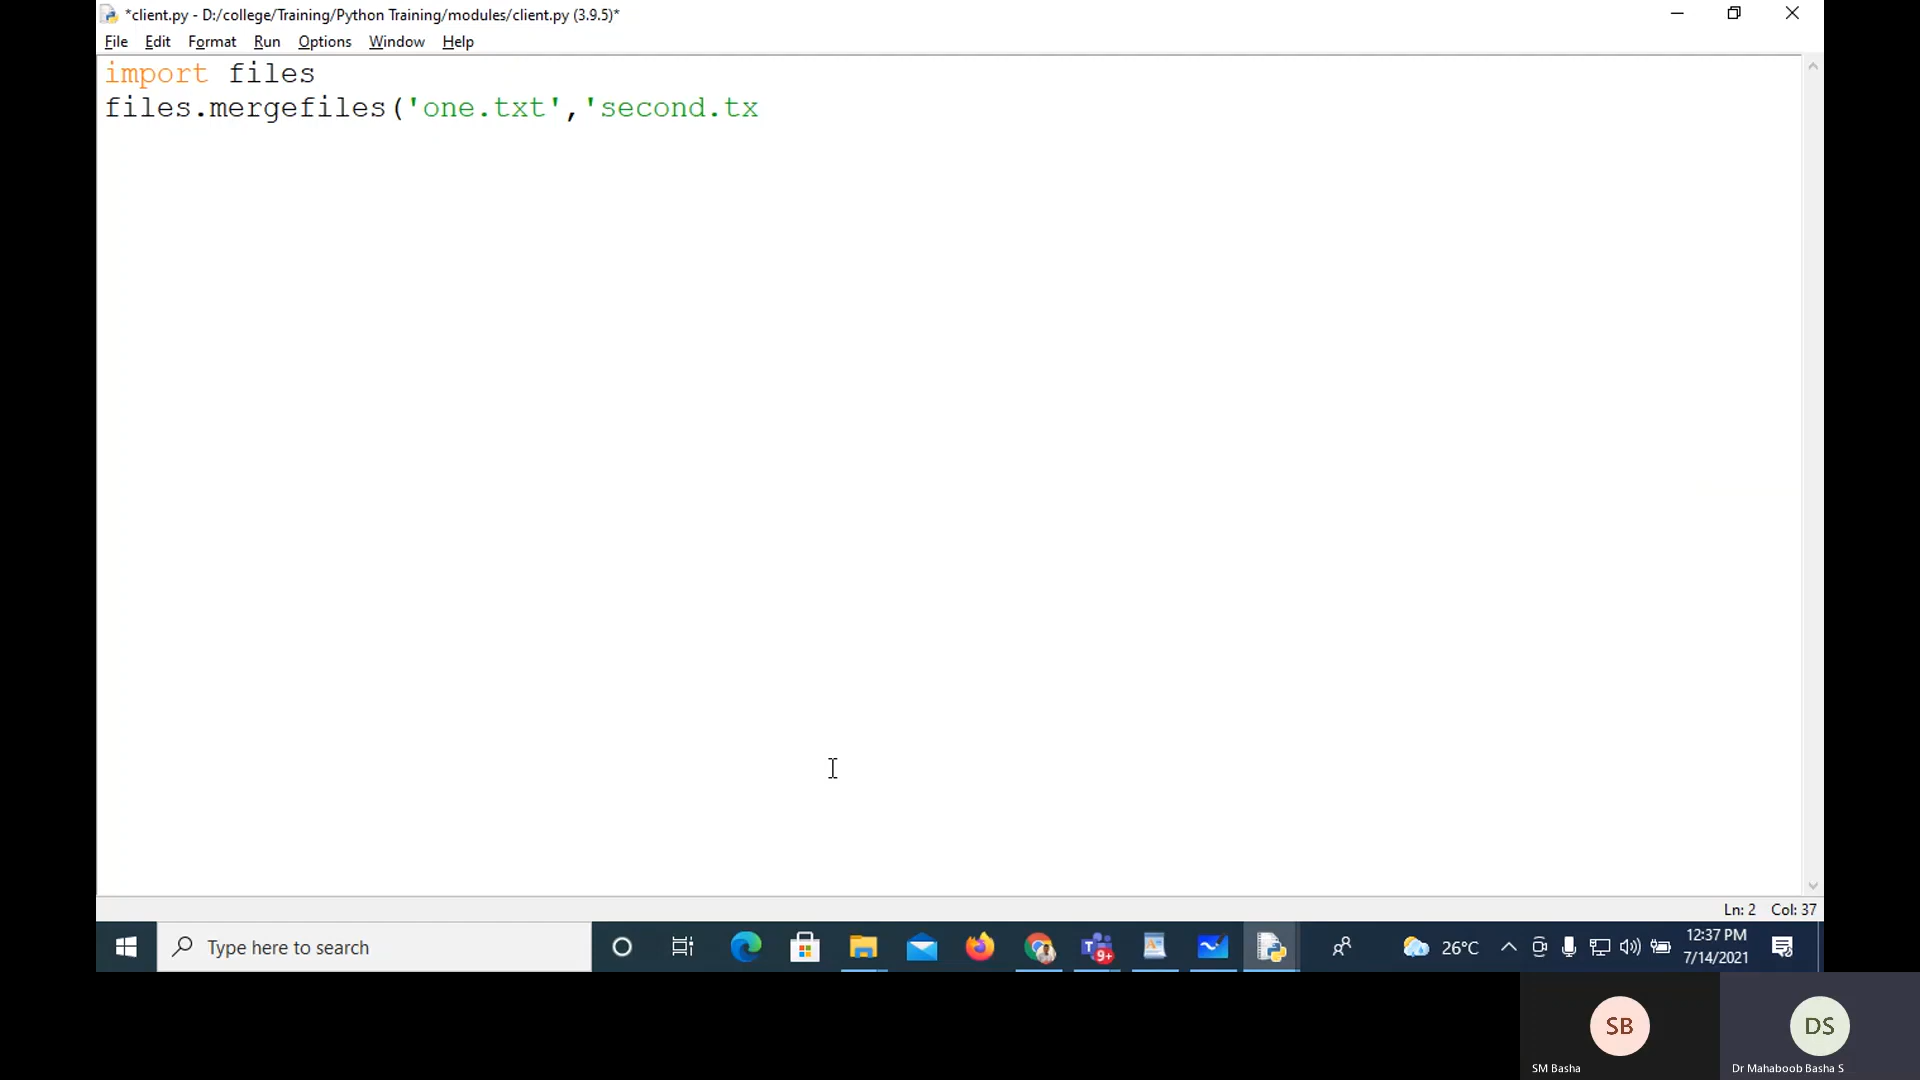 *client.py - D:/college/Training/Python Training/modules/client.py (3.9.5)*
File Edit Format Run Options Window Help
import files
files.mergefiles('one.txt','second.tx
Ln: 2 Col: 37
Type here to search
9+
26°C
12:37 PM
7/14/2021
SB
DS
SM Basha
Dr Mahaboob Basha S